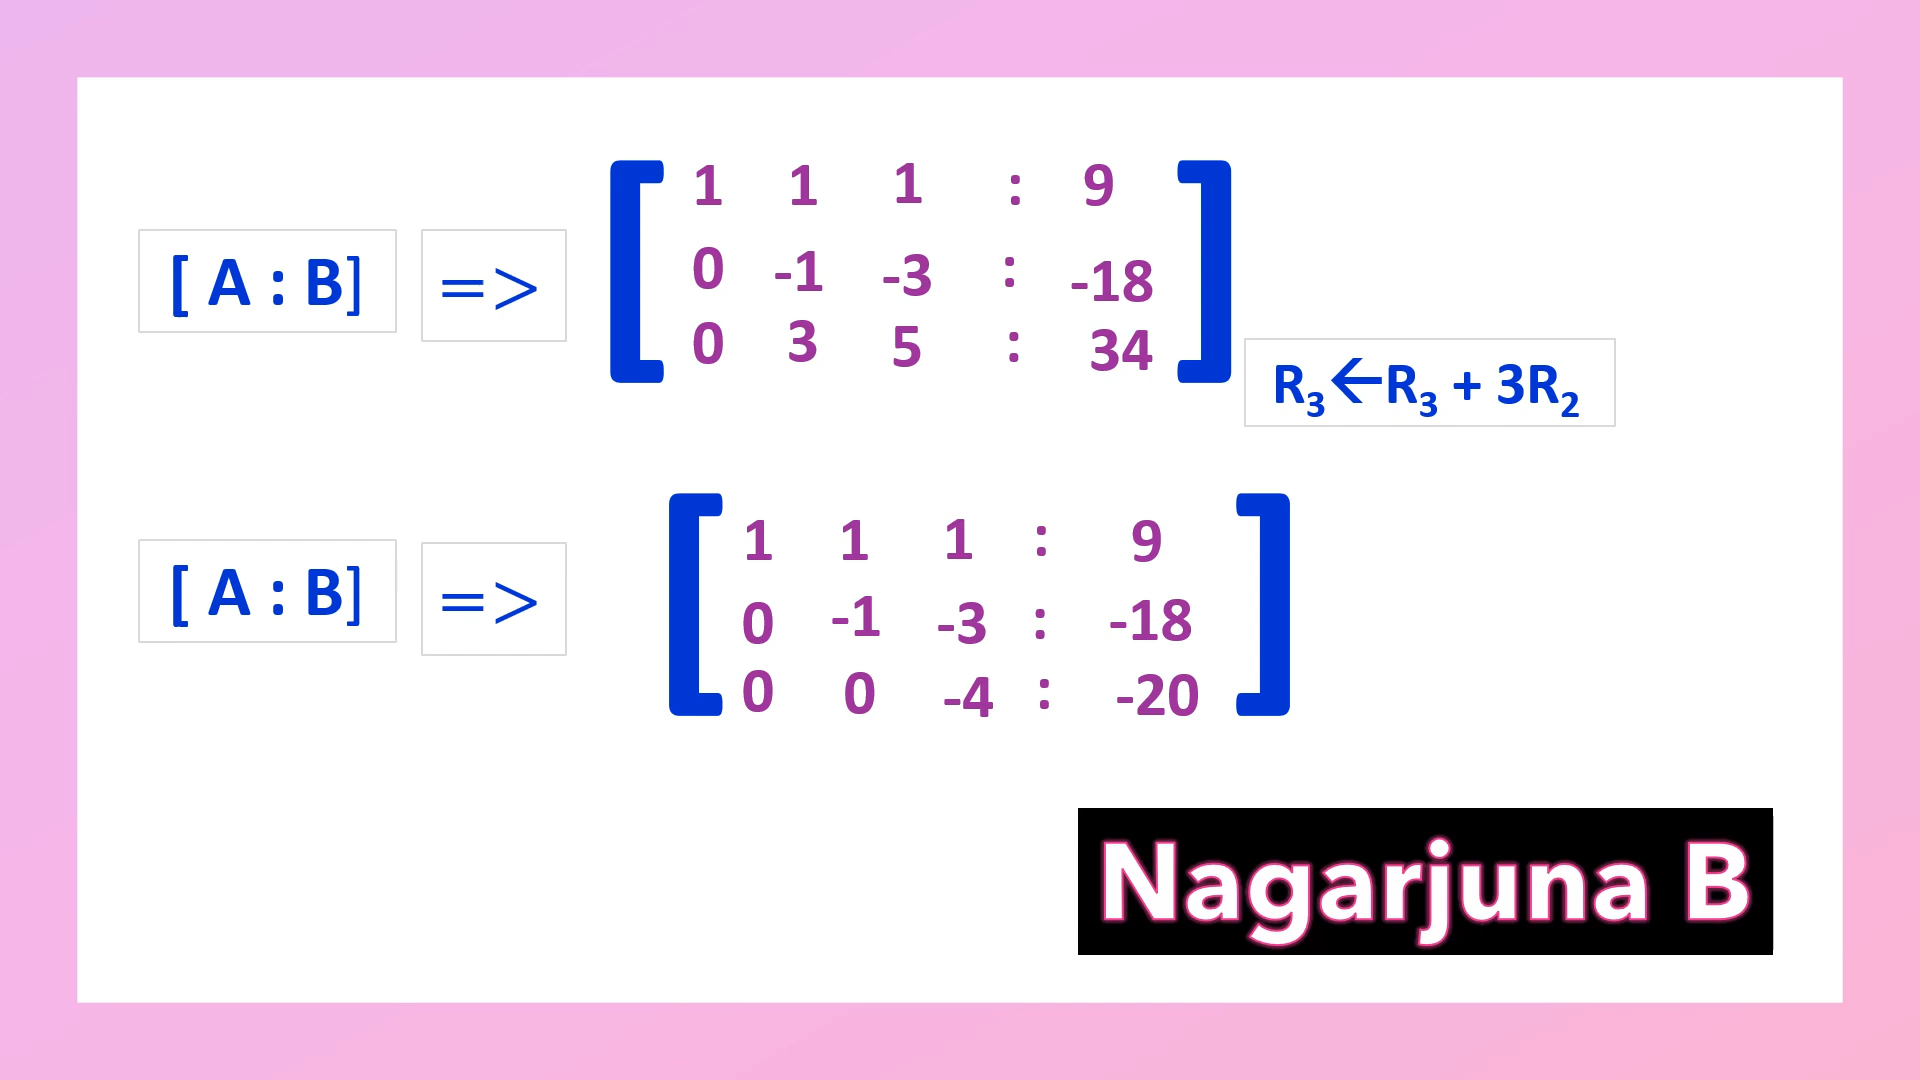 1 1 1 : 9
[ A : B] => 0 -1 -3 : -18
0 3 5 : 34
R₃←R₃ + 3R₂
1 1 1 : 9
[ A : B] => 0 -1 -3 : -18
0 0 -4 : -20
Nagarjuna B